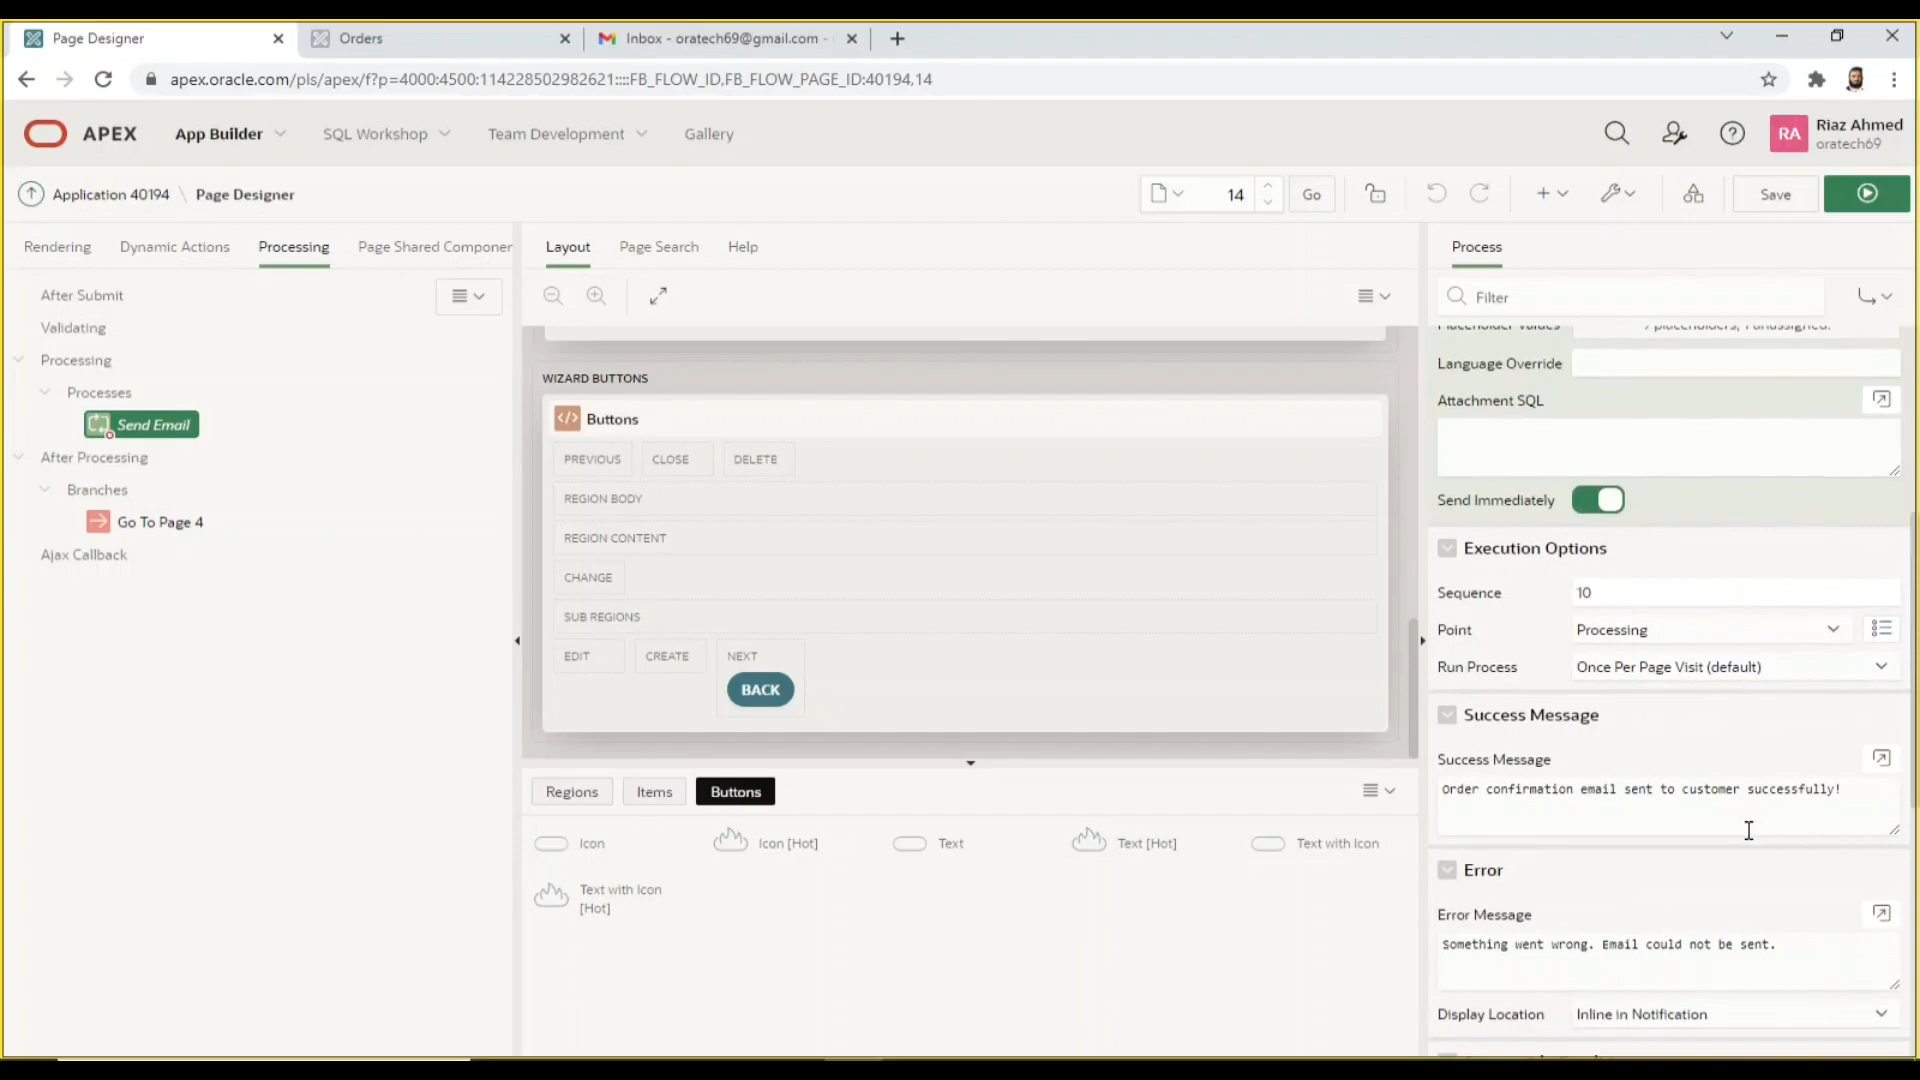 Page Designer
Orders
Inbox - oratech69@gmail.com -
apex.oracle.com/pls/apex/f?p=4000:4500:114228502982621::::FB_FLOW_ID,FB_FLOW_PAGE_ID:40194,14
APEX
App Builder
SQL Workshop
Team Development
Gallery
RA
Riaz Ahmed
oratech69
Application 40194
Page Designer
14
Go
Save
Rendering
Dynamic Actions
Processing
Page Shared Componen
Layout
Page Search
Help
Process
After Submit
Validating
Processing
Processes
Send Email
After Processing
Branches
Go To Page 4
Ajax Callback
WIZARD BUTTONS
Buttons
PREVIOUS
CLOSE
DELETE
REGION BODY
REGION CONTENT
CHANGE
SUB REGIONS
EDIT
CREATE
NEXT
BACK
Regions
Items
Buttons
Icon
Icon [Hot]
Text
Text [Hot]
Text with Icon
Text with Icon
[Hot]
Filter
Placeholder Values
7 placeholders, 7 unassigned.
Language Override
Attachment SQL
Send Immediately
Execution Options
Sequence
10
Point
Processing
Run Process
Once Per Page Visit (default)
Success Message
Success Message
Order confirmation email sent to customer successfully!
Error
Error Message
Something went wrong. Email could not be sent.
Display Location
Inline in Notification